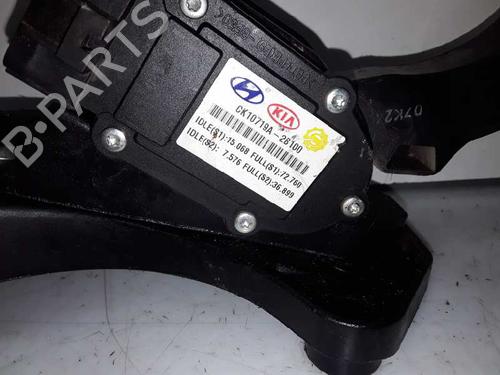 B-PARTS
KIA
CK10719A-26100
IDLE(S1):15.068 FULL(S1):72.760
IDLE(S2): 7.576 FULL(S2):36.899
07K2